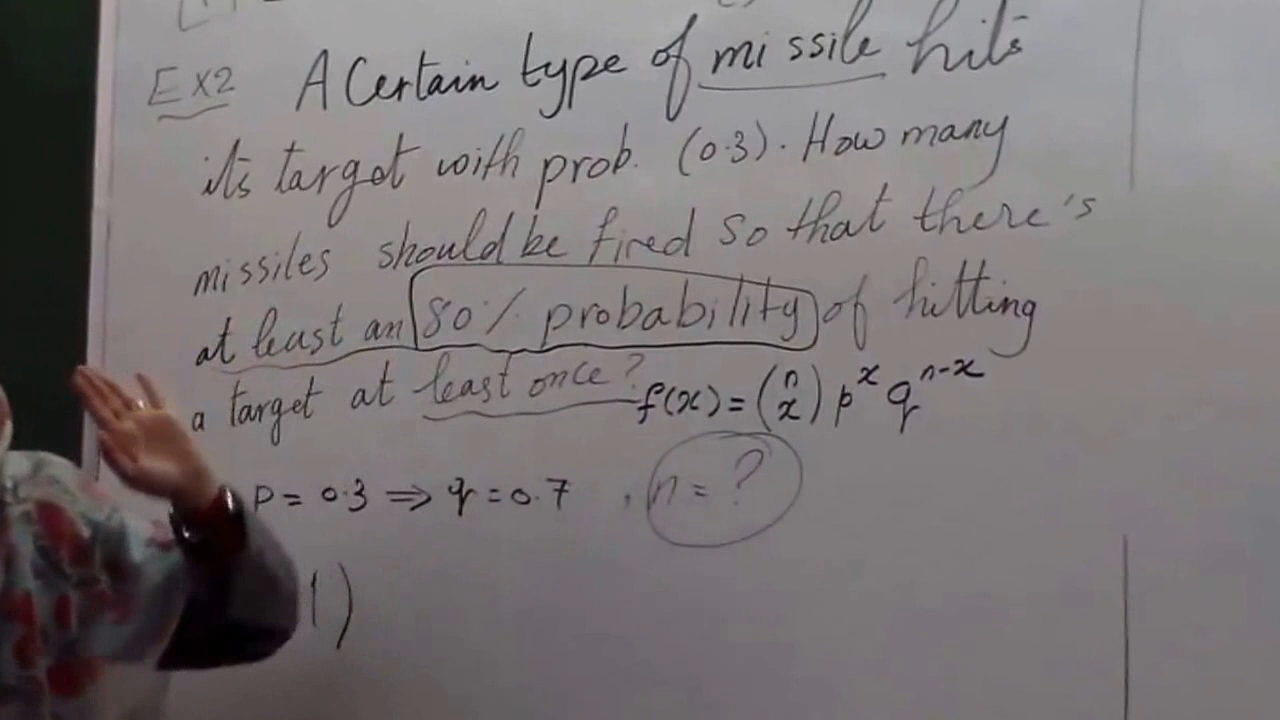 Ex2 A Certain type of missile hits
its target with prob. (0.3). How many
missiles should be fired so that there's
at least an 80% probability of hitting
a target at least once? f(x) = (n x) p^x q^n-x
P = 0.3 ⇒ q = 0.7 , n = ?
1)